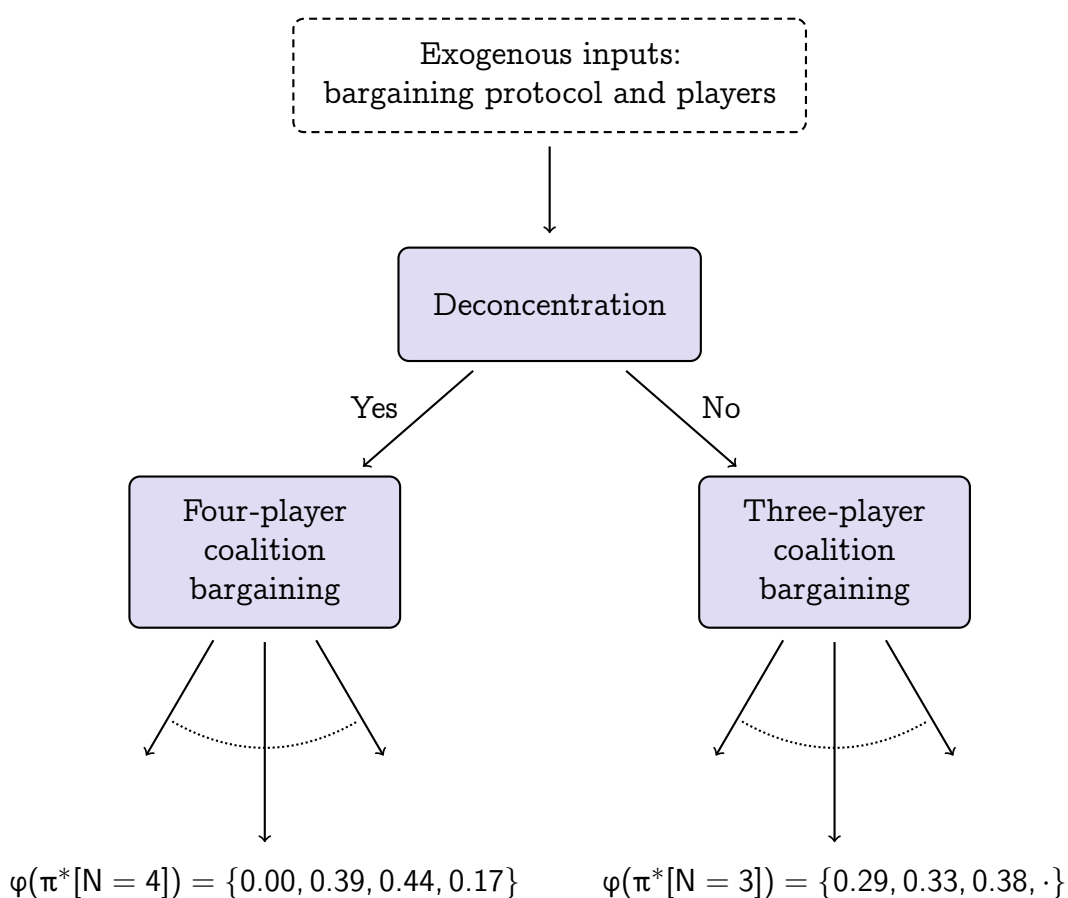 Exogenous inputs:
bargaining protocol and players
Deconcentration
Yes
No
Four-player
coalition
bargaining
Three-player
coalition
bargaining
φ(π*[N = 4]) = {0.00, 0.39, 0.44, 0.17}
φ(π*[N = 3]) = {0.29, 0.33, 0.38, ·}